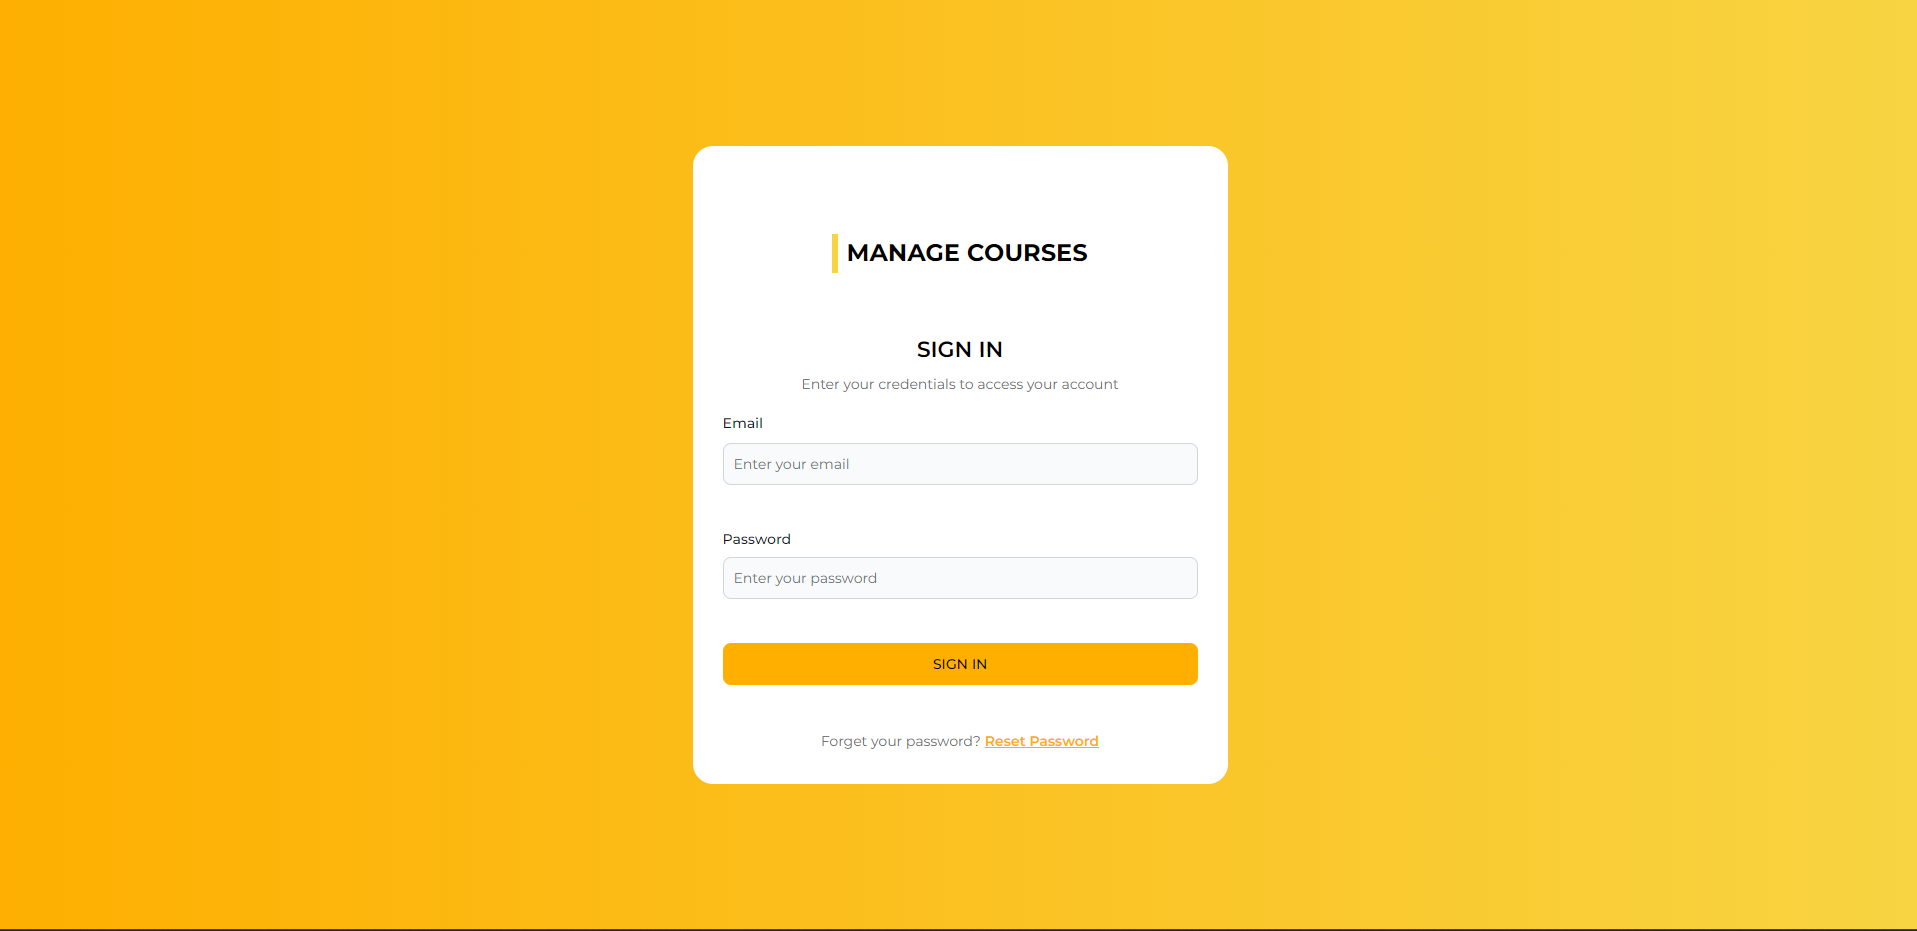 MANAGE COURSES
SIGN IN
Enter your credentials to access your account
Email
Enter your email
Password
Enter your password
SIGN IN
Forget your password? Reset Password